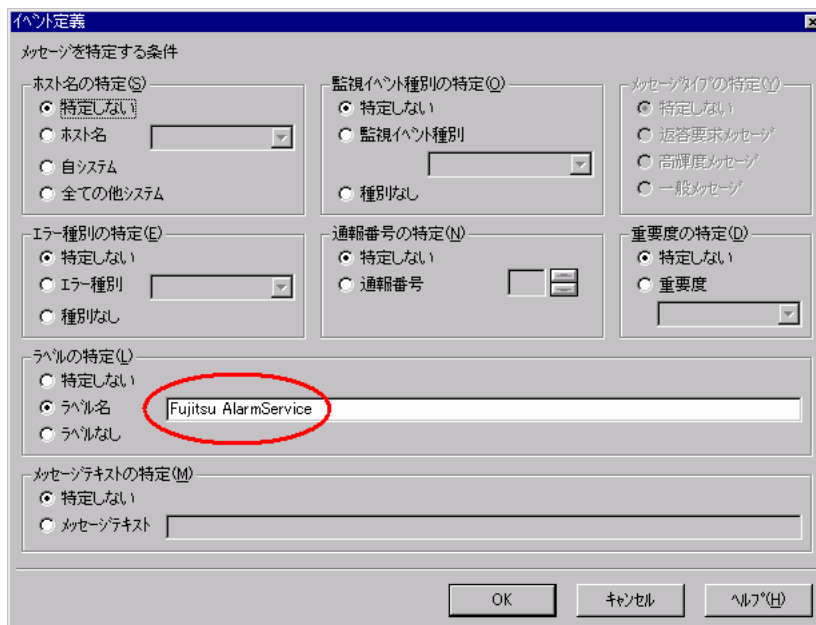 イベント定義
メッセージを特定する条件
ホスト名の特定(S)
特定しない
ホスト名
自システム
全ての他システム
監視イベント種別の特定(O)
特定しない
監視イベント種別
種別なし
メッセージタイプの特定(Y)
特定しない
返答要求メッセージ
高輝度メッセージ
一般メッセージ
エラー種別の特定(E)
特定しない
エラー種別
種別なし
通報番号の特定(N)
特定しない
通報番号
重要度の特定(D)
特定しない
重要度
ラベルの特定(L)
特定しない
ラベル名 Fujitsu AlarmService
ラベルなし
メッセージテキストの特定(M)
特定しない
メッセージテキスト
OK キャンセル ヘルプ(H)